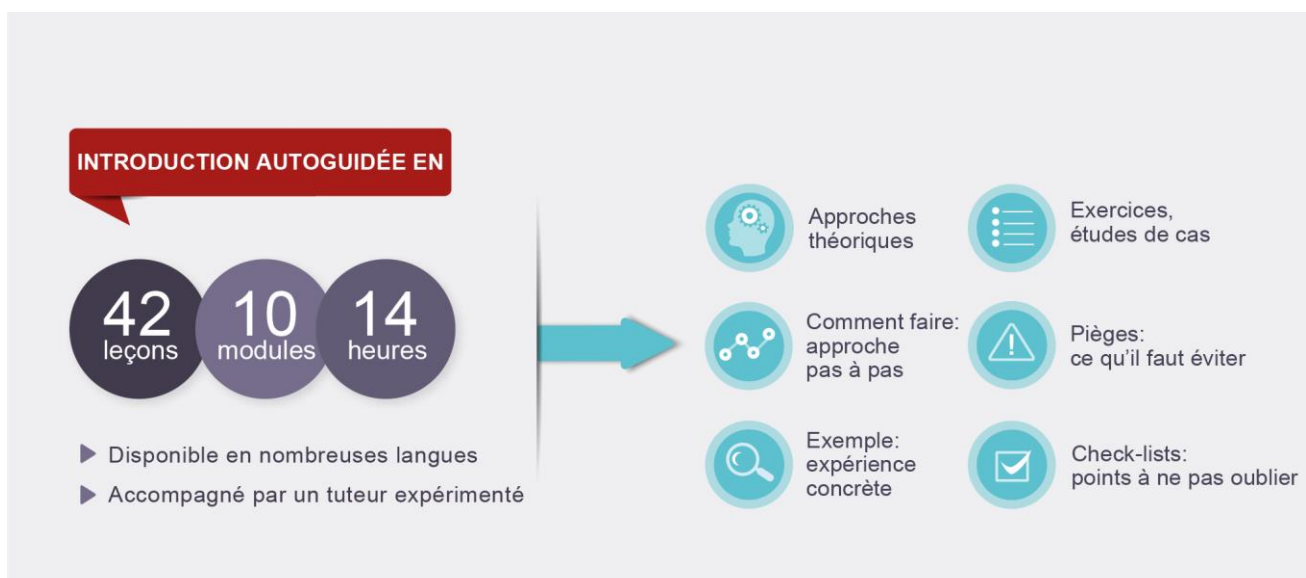 INTRODUCTION AUTOGUIDÉE EN
42
leçons
10
modules
14
heures
Disponible en nombreuses langues
Accompagné par un tuteur expérimenté
Approches
théoriques
Exercices,
études de cas
Comment faire:
approche
pas à pas
Pièges:
ce qu'il faut éviter
Exemple:
expérience
concrète
Check-lists:
points à ne pas oublier